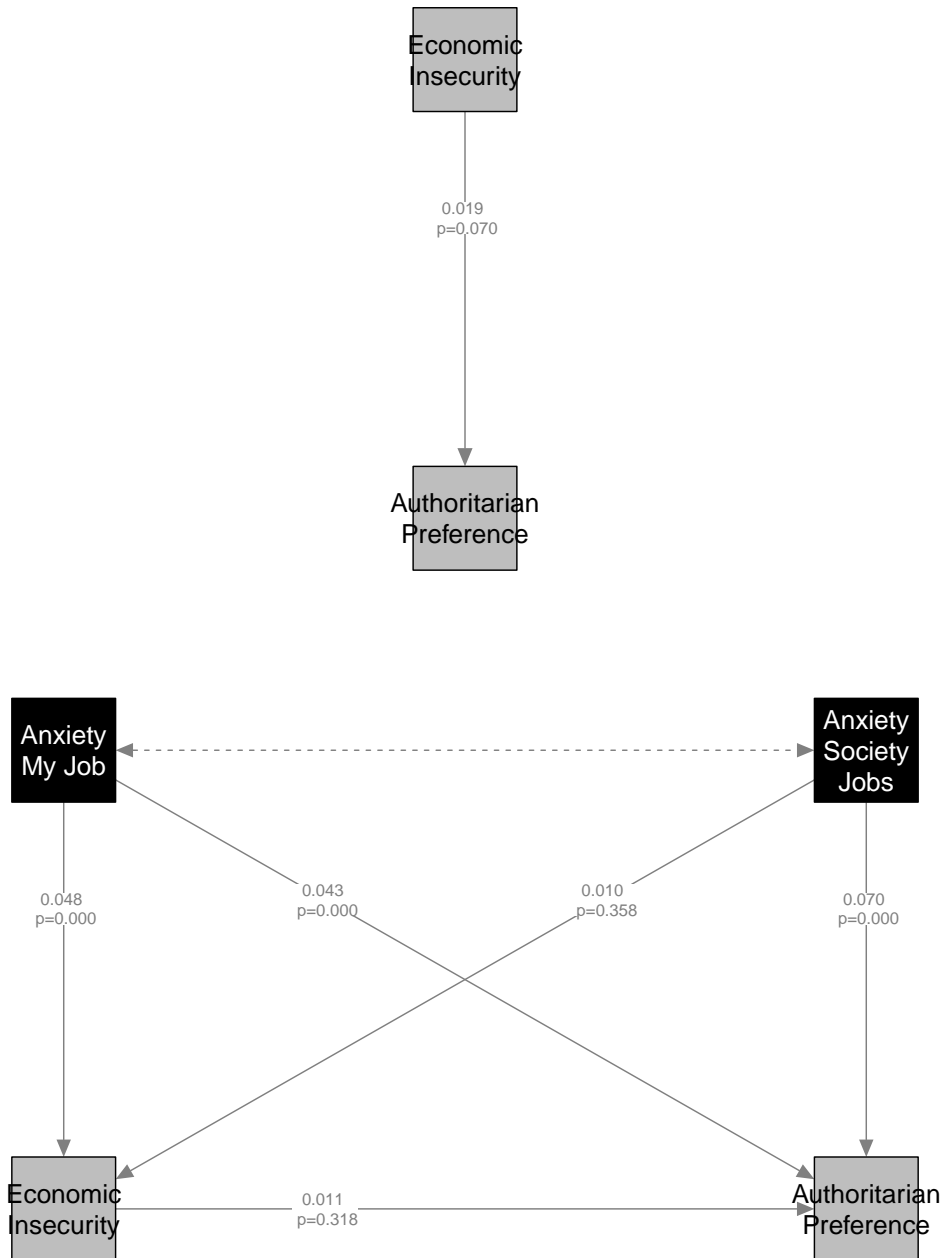 Economic
Insecurity
0.019
p=0.070
Authoritarian
Preference
Anxiety
My Job
Anxiety
Society
Jobs
0.048
p=0.000
0.043
p=0.000
0.010
p=0.358
0.070
p=0.000
Economic
Insecurity
0.011
p=0.318
Authoritarian
Preference